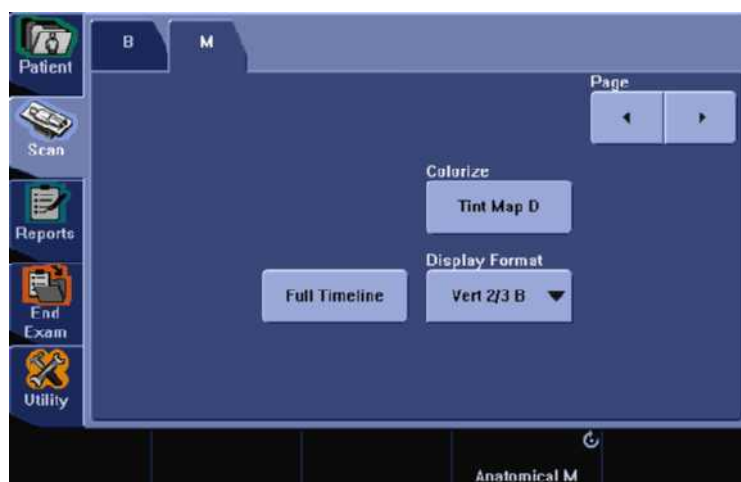 Patient
B
M
Page
Scan
Colorize
Tint Map D
Reports
Display Format
Full Timeline
Vert 2/3 B
End
Exam
Utility
Anatomical M